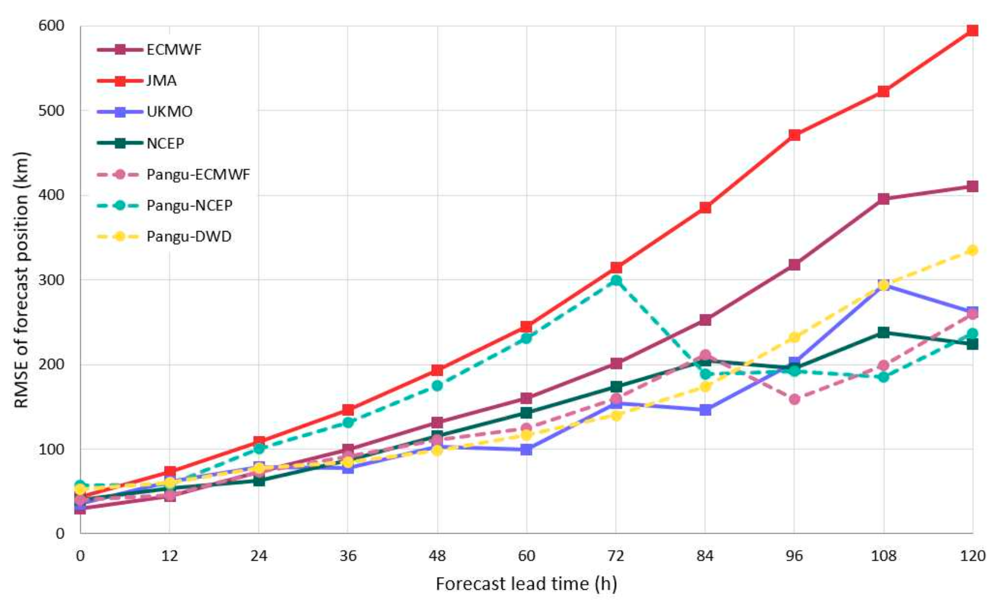 600
500
400
300
200
100
0
RMSE of forecast position (km)
ECMWF
JMA
UKMO
NCEP
Pangu-ECMWF
Pangu-NCEP
Pangu-DWD
0 12 24 36 48 60 72 84 96 108 120
Forecast lead time (h)